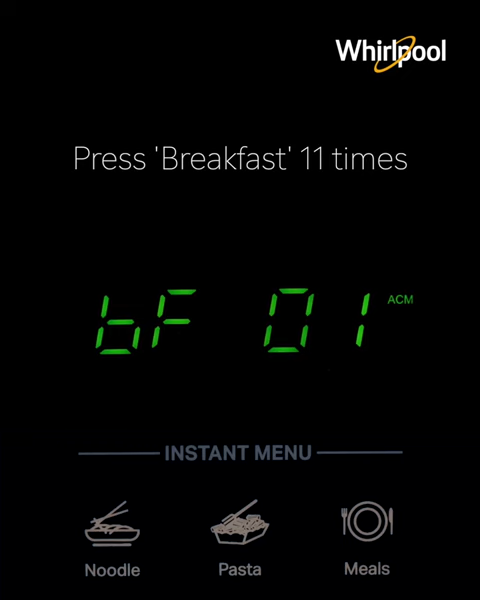 Whirlpool
Press 'Breakfast' 11 times
bF 01 ACM
INSTANT MENU
Noodle Pasta Meals